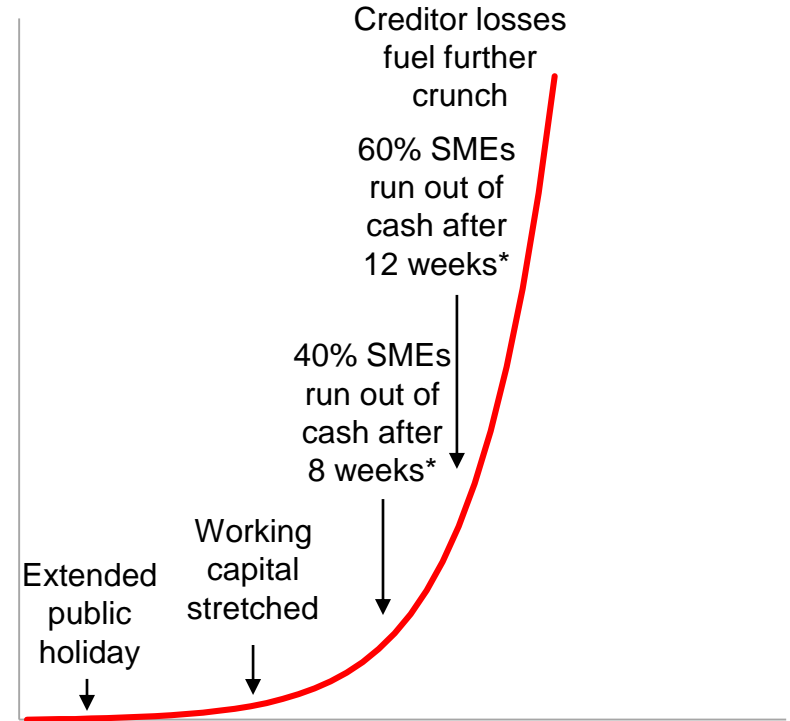 Creditor losses
fuel further
crunch
60% SMEs
run out of
cash after
12 weeks*
40% SMEs
run out of
cash after
8 weeks*
Working
capital
stretched
Extended
public
holiday